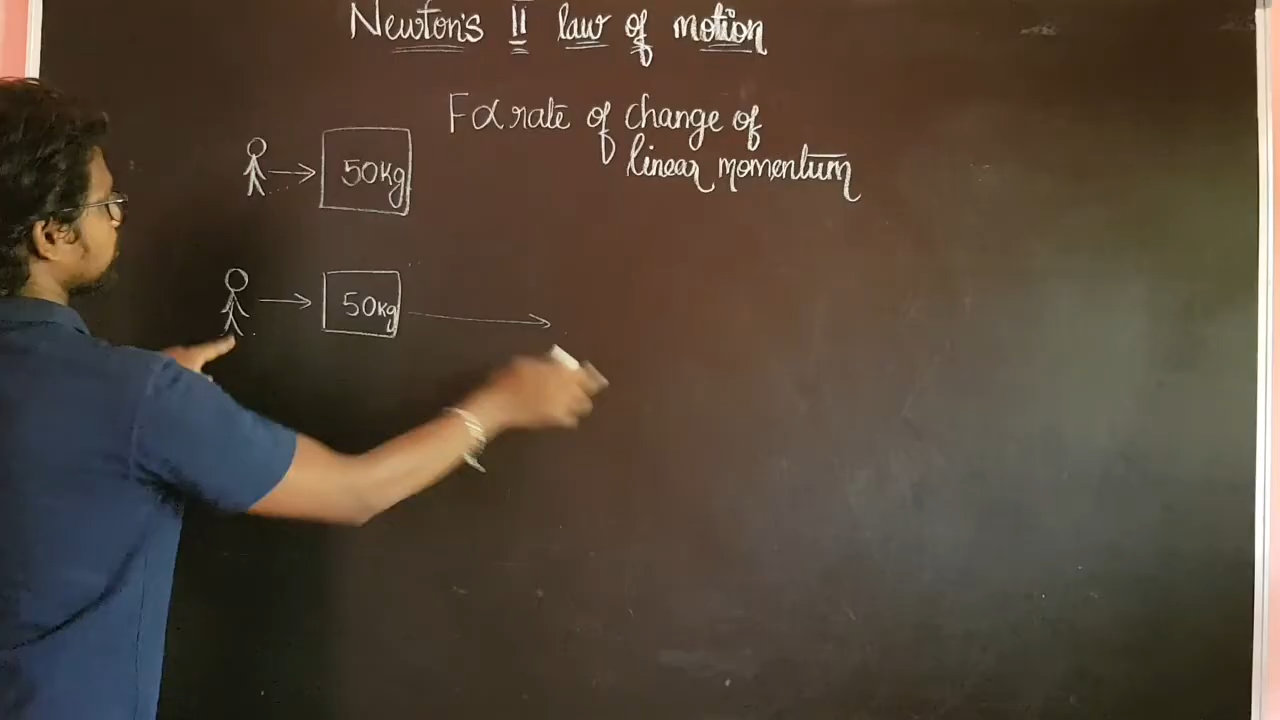 Newton's II law of motion
F α rate of change of
linear momentum
50kg
50kg